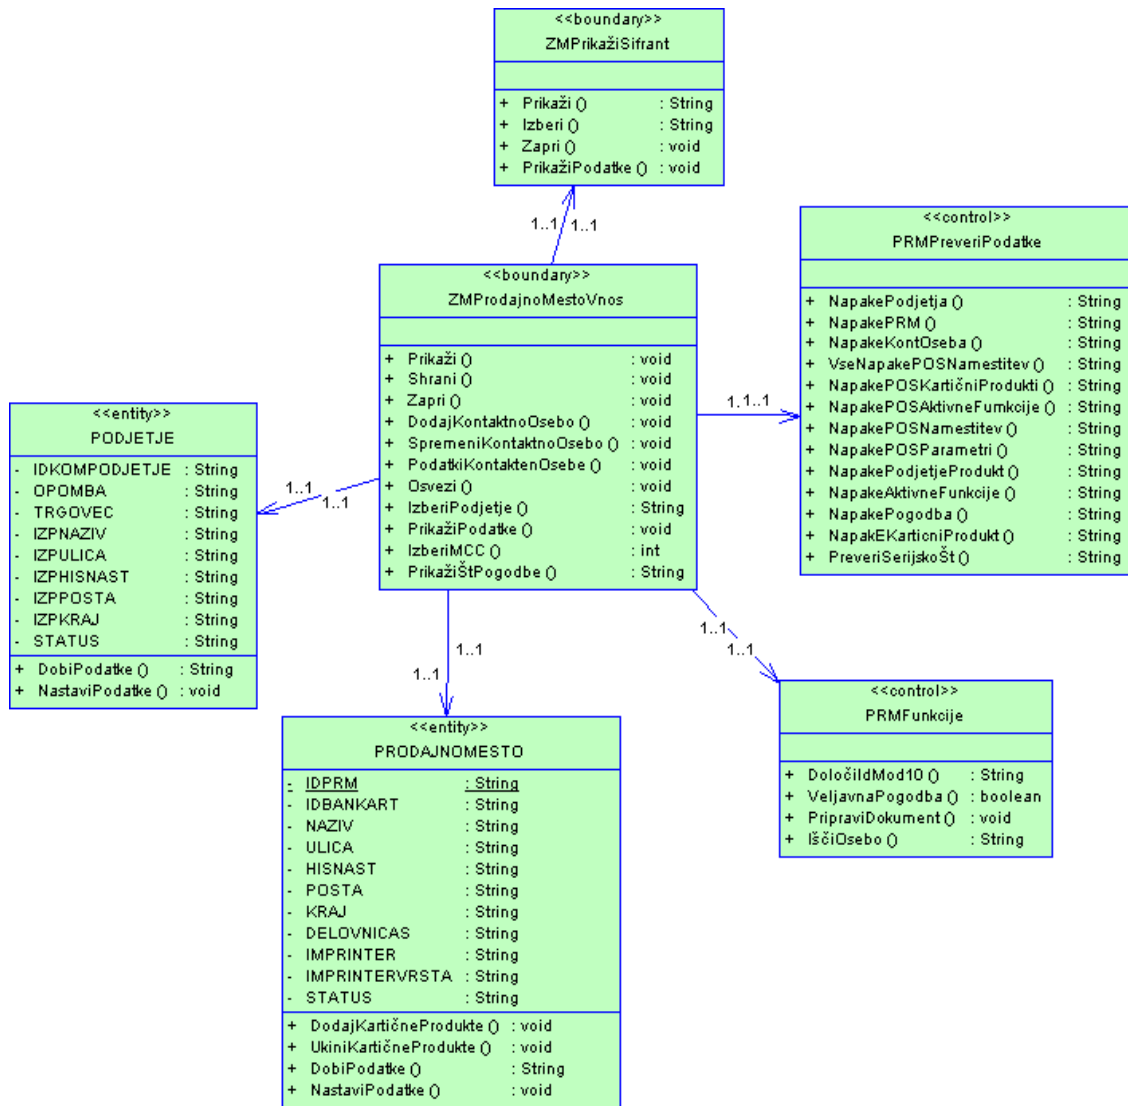 <<boundary>>
ZMPrikažiSifrant
+ Prikaži () : String
+ Izberi () : String
+ Zapri () : void
+ PrikažiPodatke () : void
1..1
1..1
<<control>>
PRMPreveriPodatke
+ NapakePodjetja () : String
+ NapakePRM () : String
+ NapakeKontOseba () : String
+ VseNapakePOSNamestitev () : String
+ NapakePOSKartičniProdukti () : String
+ NapakePOSAktivneFumkcije () : String
+ NapakePOSNamestitev () : String
+ NapakePOSParametri () : String
+ NapakePodjetjeProdukt () : String
+ NapakeAktivneFunkcije () : String
+ NapakePogodba () : String
+ NapakEKarticniProdukt () : String
+ PreveriSerijskoŠt () : String
<<boundary>>
ZMProdajnoMestoVnos
+ Prikaži () : void
+ Shrani () : void
+ Zapri () : void
+ DodajKontaktnoOsebo () : void
+ SpremeniKontaktnoOsebo () : void
+ PodatkiKontaktenOsebe () : void
+ Osvezi () : void
+ IzberiPodjetje () : String
+ PrikažiPodatke () : void
+ IzberiMCC () : int
+ PrikažiŠtPogodbe () : String
1.1..1
<<entity>>
PODJETJE
- IDKOMPODJETJE : String
- OPOMBA : String
- TRGOVEC : String
- IZPNAZIV : String
- IZPULICA : String
- IZPHISNAST : String
- IZPPOSTA : String
- IZPKRAJ : String
- STATUS : String
+ DobiPodatke () : String
+ NastaviPodatke () : void
1..1
1..1
1..1
1..1
1..1
1..1
<<control>>
PRMFunkcije
+ DoločiIdMod10 () : String
+ VeljavnaPogodba () : boolean
+ PripraviDokument () : void
+ IščiOsebo () : String
<<entity>>
PRODAJNOMESTO
- IDPRM : String
- IDBANKART : String
- NAZIV : String
- ULICA : String
- HISNAST : String
- POSTA : String
- KRAJ : String
- DELOVNICAS : String
- IMPRINTER : String
- IMPRINTERVRSTA : String
- STATUS : String
+ DodajKartičneProdukte () : void
+ UkiniKartičneProdukte () : void
+ DobiPodatke () : String
+ NastaviPodatke () : void